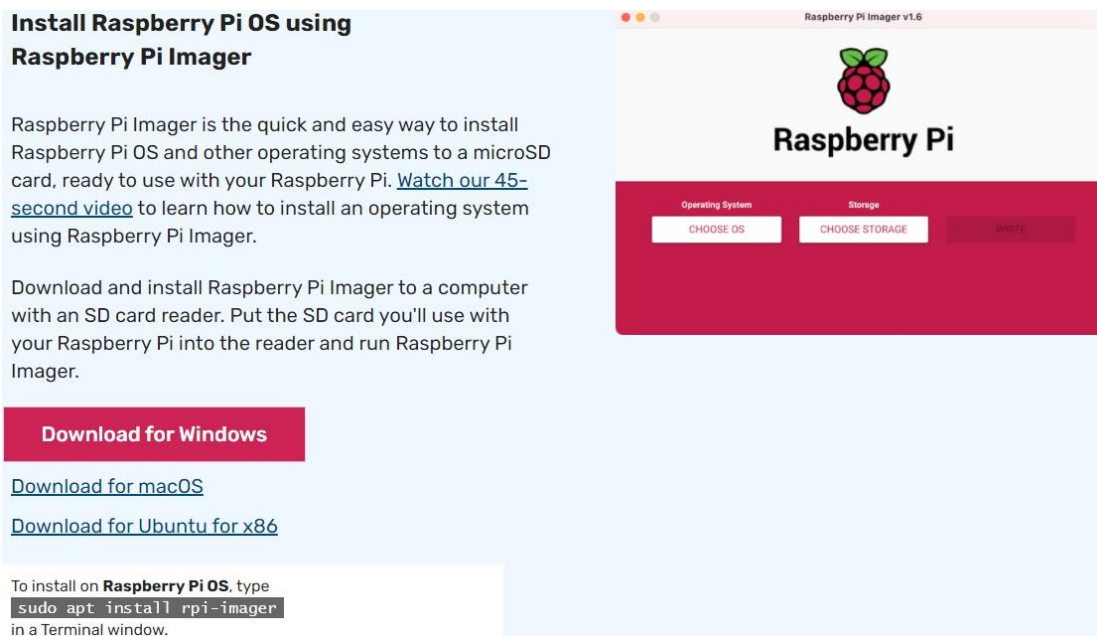 Install Raspberry Pi OS using
Raspberry Pi Imager
Raspberry Pi Imager is the quick and easy way to install
Raspberry Pi OS and other operating systems to a microSD
card, ready to use with your Raspberry Pi. Watch our 45-
second video to learn how to install an operating system
using Raspberry Pi Imager.
Download and install Raspberry Pi Imager to a computer
with an SD card reader. Put the SD card you'll use with
your Raspberry Pi into the reader and run Raspberry Pi
Imager.
Download for Windows
Download for macOS
Download for Ubuntu for x86
To install on Raspberry Pi OS, type
sudo apt install rpi-imager
in a Terminal window.
Raspberry Pi Imager v1.6
Raspberry Pi
Operating System
Storage
CHOOSE OS
CHOOSE STORAGE
WRITE